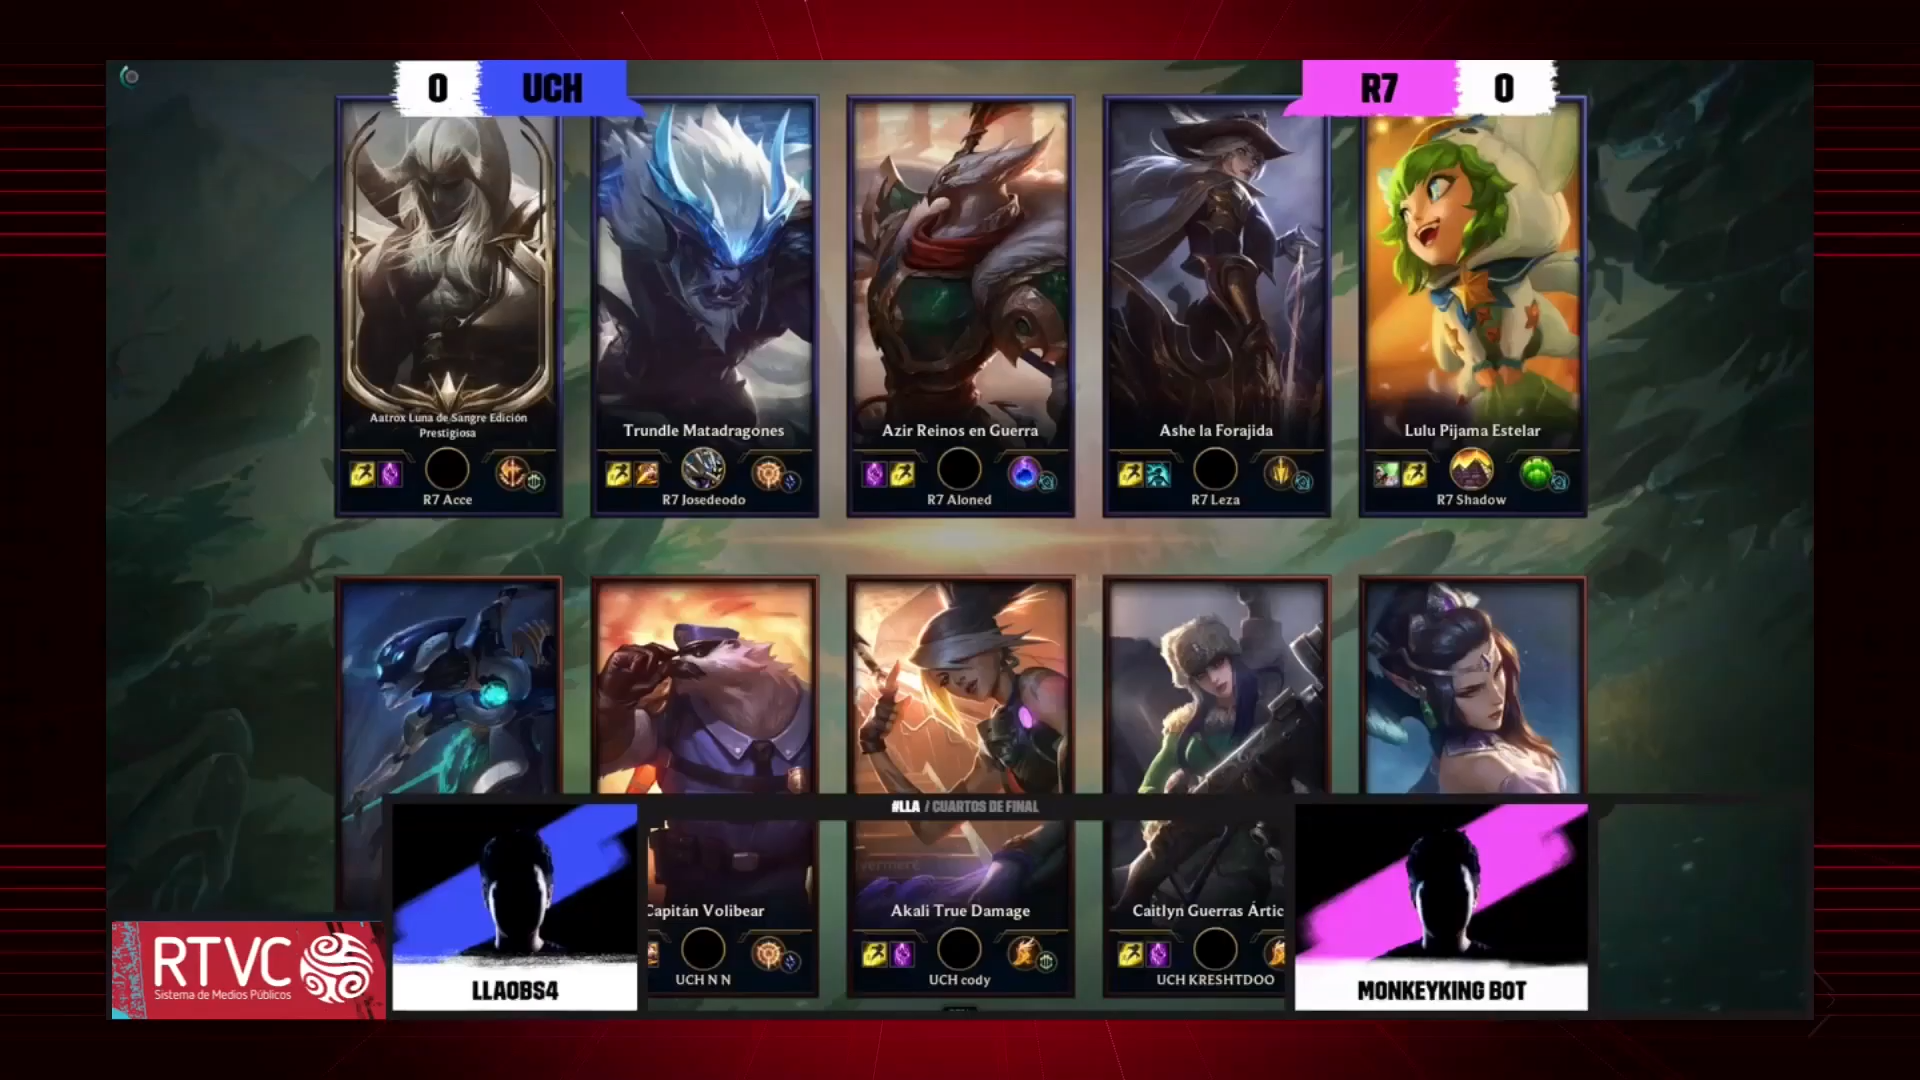 0 UCH
R7 0
Aatrox Luna de Sangre Edición
Prestigiosa
R7 Acce
Trundle Matadragones
R7 Josedeodo
Azir Reinos en Guerra
R7 Aloned
Ashe la Forajida
R7 Leza
Lulu Pijama Estelar
R7 Shadow
#LLA / CUARTOS DE FINAL
Capitán Volibear
UCH N N
Akali True Damage
UCH cody
Caitlyn Guerras Ártic
UCH KRESHTDOO
RTVC
Sistema de Medios Públicos
LLAOBS4
MONKEYKING BOT